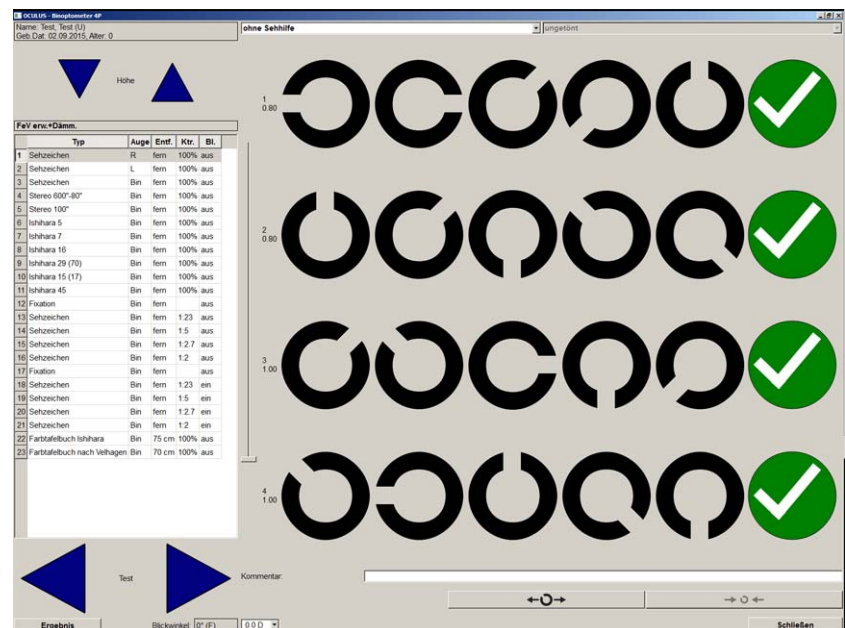 OCULUS - Binoptometer 4P
Name: Test, Test (U)
Geb.Dat: 02.09.2015, Alter: 0
ohne Sehhilfe
ungetönt
Höhe
FeV erw.+Dämm.
Typ Auge Entf. Ktr. Bl.
1 Sehzeichen R fern 100% aus
2 Sehzeichen L fern 100% aus
3 Sehzeichen Bin fern 100% aus
4 Stereo 600"-80" Bin fern 100% aus
5 Stereo 100" Bin fern 100% aus
6 Ishihara 5 Bin fern 100% aus
7 Ishihara 7 Bin fern 100% aus
8 Ishihara 16 Bin fern 100% aus
9 Ishihara 29 (70) Bin fern 100% aus
10 Ishihara 15 (17) Bin fern 100% aus
11 Ishihara 45 Bin fern 100% aus
12 Fixation Bin fern aus
13 Sehzeichen Bin fern 1:23 aus
14 Sehzeichen Bin fern 1:5 aus
15 Sehzeichen Bin fern 1:2.7 aus
16 Sehzeichen Bin fern 1:2 aus
17 Fixation Bin fern aus
18 Sehzeichen Bin fern 1:23 ein
19 Sehzeichen Bin fern 1:5 ein
20 Sehzeichen Bin fern 1:2.7 ein
21 Sehzeichen Bin fern 1:2 ein
22 Farbtafelbuch Ishihara Bin 75 cm 100% aus
23 Farbtafelbuch nach Velhagen Bin 70 cm 100% aus
1
0.80
2
0.80
3
1.00
4
1.00
Test
Kommentar:
Ergebnis
Blickwinkel: 0° (F)
0.0 D
Schließen